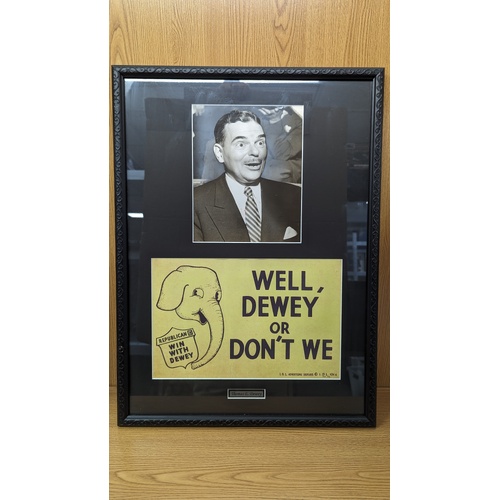 WELL,
DEWEY
OR
DON'T WE
REPUBLICAN
WIN
WITH
DEWEY